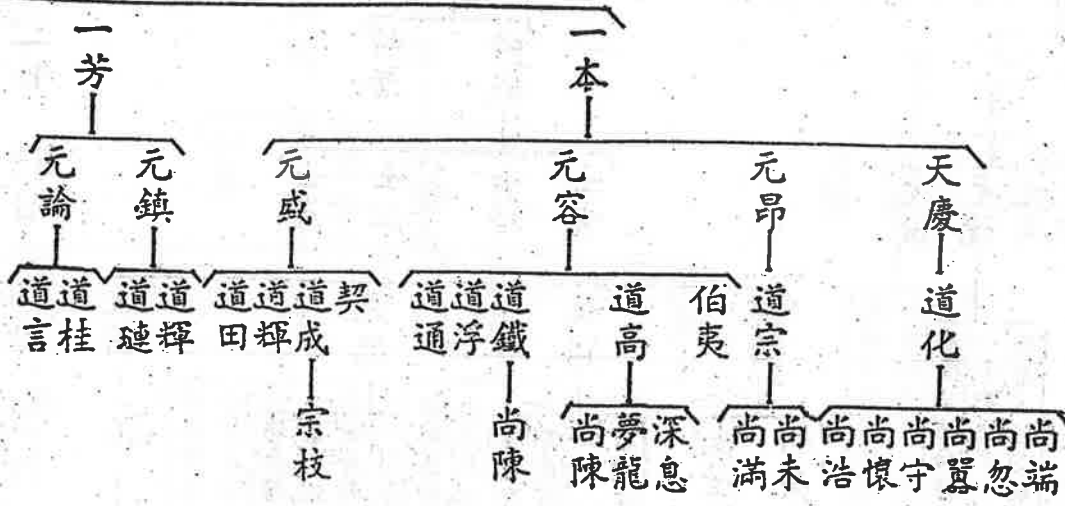 一本
一芳
天慶
元昂
元容
元威
元鎮
元論
道化
道宗
伯夷
道高
道鐵
道浮
道通
契
道成
道輝
道田
道輝
道璉
道桂
道言
尚端
尚忽
尚囂
尚守
尚懷
尚浩
尚未
尚滿
深息
夢龍
尚陳
尚陳
宗枝